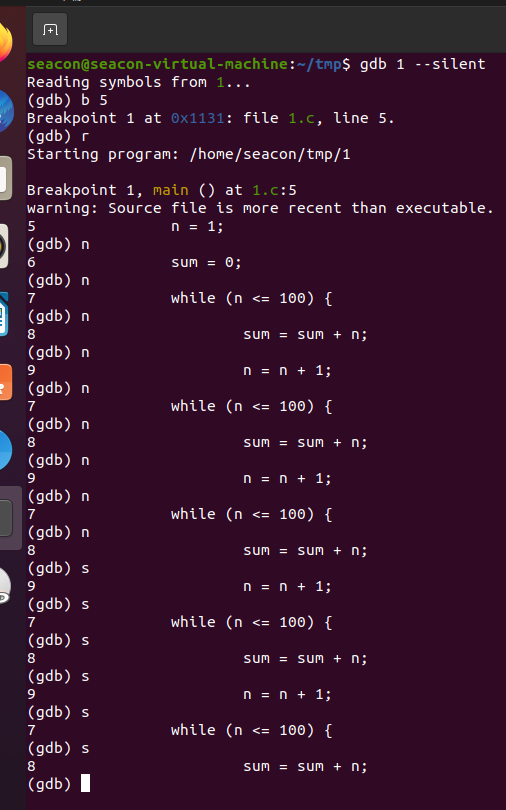 seacon@seacon-virtual-machine:~/tmp$ gdb 1 --silent
Reading symbols from 1...
(gdb) b 5
Breakpoint 1 at 0x1131: file 1.c, line 5.
(gdb) r
Starting program: /home/seacon/tmp/1

Breakpoint 1, main () at 1.c:5
warning: Source file is more recent than executable.
5               n = 1;
(gdb) n
6               sum = 0;
(gdb) n
7               while (n <= 100) {
(gdb) n
8                       sum = sum + n;
(gdb) n
9                       n = n + 1;
(gdb) n
7               while (n <= 100) {
(gdb) n
8                       sum = sum + n;
(gdb) n
9                       n = n + 1;
(gdb) n
7               while (n <= 100) {
(gdb) n
8                       sum = sum + n;
(gdb) s
9                       n = n + 1;
(gdb) s
7               while (n <= 100) {
(gdb) s
8                       sum = sum + n;
(gdb) s
9                       n = n + 1;
(gdb) s
7               while (n <= 100) {
(gdb) s
8                       sum = sum + n;
(gdb)